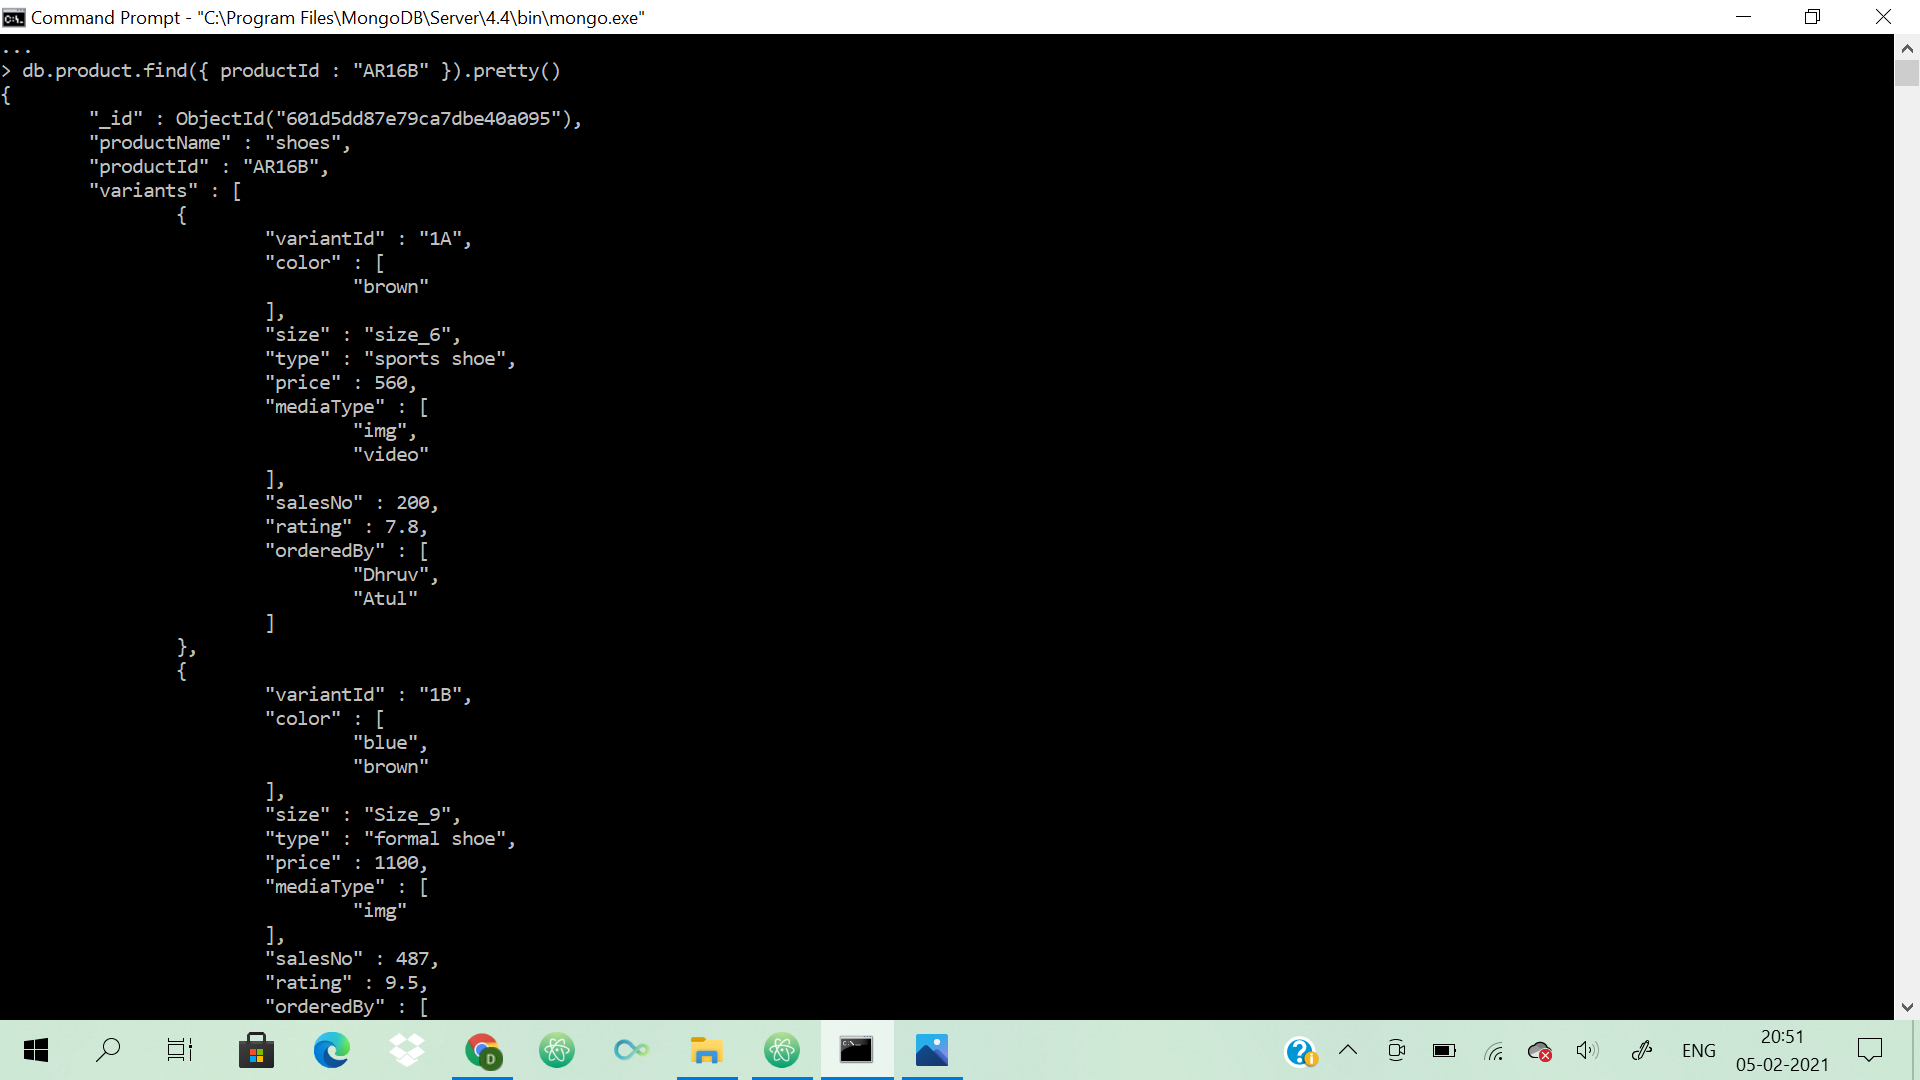 Command Prompt - "C:\Program Files\MongoDB\Server\4.4\bin\mongo.exe"
...
> db.product.find({ productId : "AR16B" }).pretty()
{
        "_id" : ObjectId("601d5dd87e79ca7dbe40a095"),
        "productName" : "shoes",
        "productId" : "AR16B",
        "variants" : [
                {
                        "variantId" : "1A",
                        "color" : [
                                "brown"
                        ],
                        "size" : "size_6",
                        "type" : "sports shoe",
                        "price" : 560,
                        "mediaType" : [
                                "img",
                                "video"
                        ],
                        "salesNo" : 200,
                        "rating" : 7.8,
                        "orderedBy" : [
                                "Dhruv",
                                "Atul"
                        ]
                },
                {
                        "variantId" : "1B",
                        "color" : [
                                "blue",
                                "brown"
                        ],
                        "size" : "Size_9",
                        "type" : "formal shoe",
                        "price" : 1100,
                        "mediaType" : [
                                "img"
                        ],
                        "salesNo" : 487,
                        "rating" : 9.5,
                        "orderedBy" : [
D
ENG
20:51
05-02-2021